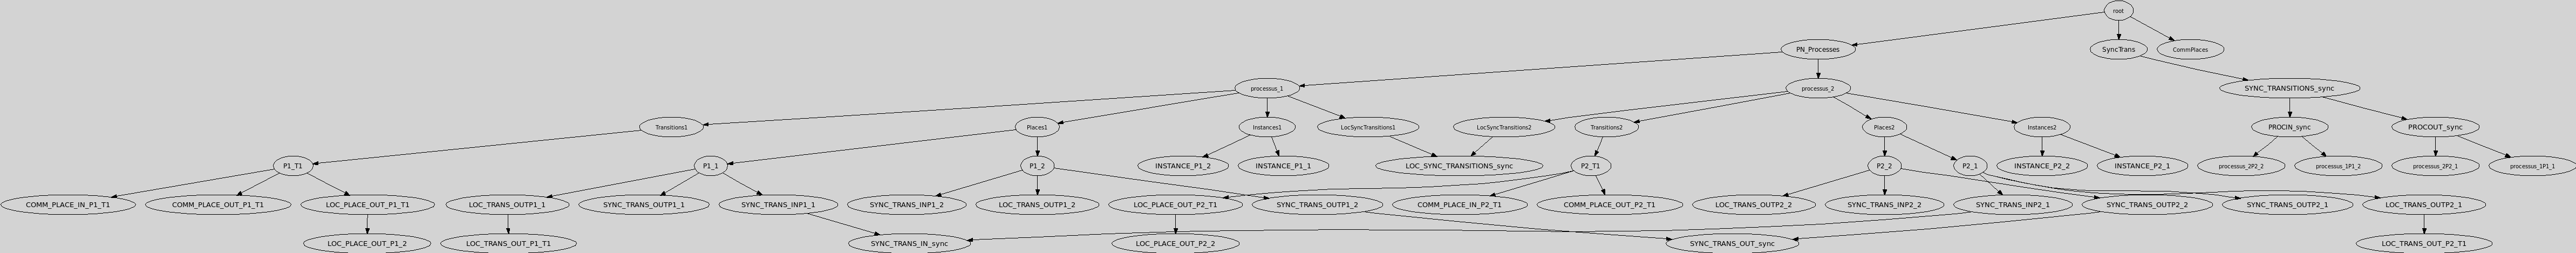 root
PN_Processes
SyncTrans
CommPlaces
processus_1
processus_2
SYNC_TRANSITIONS_sync
Transitions1
Places1
Instances1
LocSyncTransitions1
LocSyncTransitions2
Transitions2
Places2
Instances2
PROCIN_sync
PROCOUT_sync
P1_T1
P1_1
P1_2
INSTANCE_P1_2
INSTANCE_P1_1
LOC_SYNC_TRANSITIONS_sync
P2_T1
P2_2
P2_1
INSTANCE_P2_2
INSTANCE_P2_1
processus_2P2_2
processus_1P1_2
processus_2P2_1
processus_1P1_1
COMM_PLACE_IN_P1_T1
COMM_PLACE_OUT_P1_T1
LOC_PLACE_OUT_P1_T1
LOC_TRANS_OUTP1_1
SYNC_TRANS_OUTP1_1
SYNC_TRANS_INP1_1
SYNC_TRANS_INP1_2
LOC_TRANS_OUTP1_2
LOC_PLACE_OUT_P2_T1
SYNC_TRANS_OUTP1_2
COMM_PLACE_IN_P2_T1
COMM_PLACE_OUT_P2_T1
LOC_TRANS_OUTP2_2
SYNC_TRANS_INP2_2
SYNC_TRANS_INP2_1
SYNC_TRANS_OUTP2_2
SYNC_TRANS_OUTP2_1
LOC_TRANS_OUTP2_1
LOC_PLACE_OUT_P1_2
LOC_TRANS_OUT_P1_T1
SYNC_TRANS_IN_sync
LOC_PLACE_OUT_P2_2
SYNC_TRANS_OUT_sync
LOC_TRANS_OUT_P2_T1